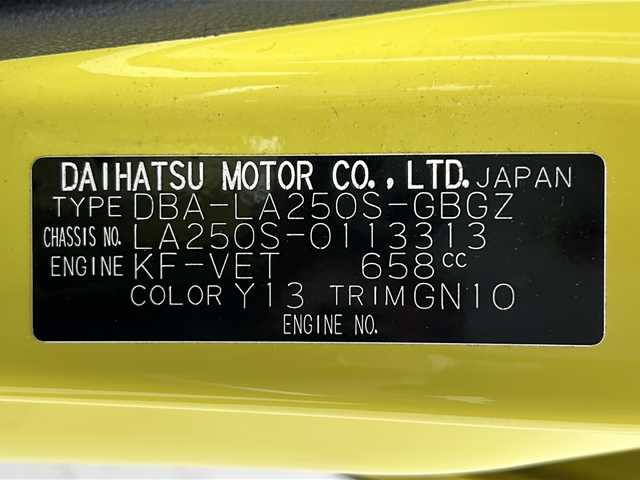 DAIHATSU MOTOR CO., LTD. JAPAN
TYPE DBA-LA250S-GBGZ
CHASSIS NO. LA250S-0113313
ENGINE KF-VET 658cc
COLOR Y13 TRIM GN10
ENGINE NO.